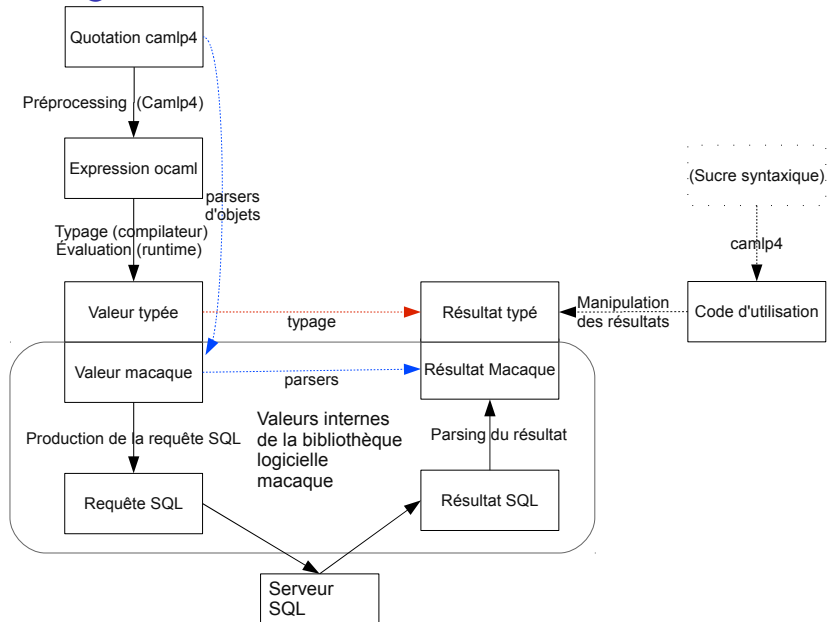 Quotation camlp4
Préprocessing (Camlp4)
Expression ocaml
(Sucre syntaxique)
parsers
d'objets
Typage (compilateur)
Évaluation (runtime)
camlp4
Valeur typée
typage
Résultat typé
Manipulation
des résultats
Code d'utilisation
Valeur macaque
parsers
Résultat Macaque
Production de la requête SQL
Valeurs internes
de la bibliothèque
logicielle
macaque
Parsing du résultat
Requête SQL
Résultat SQL
Serveur
SQL